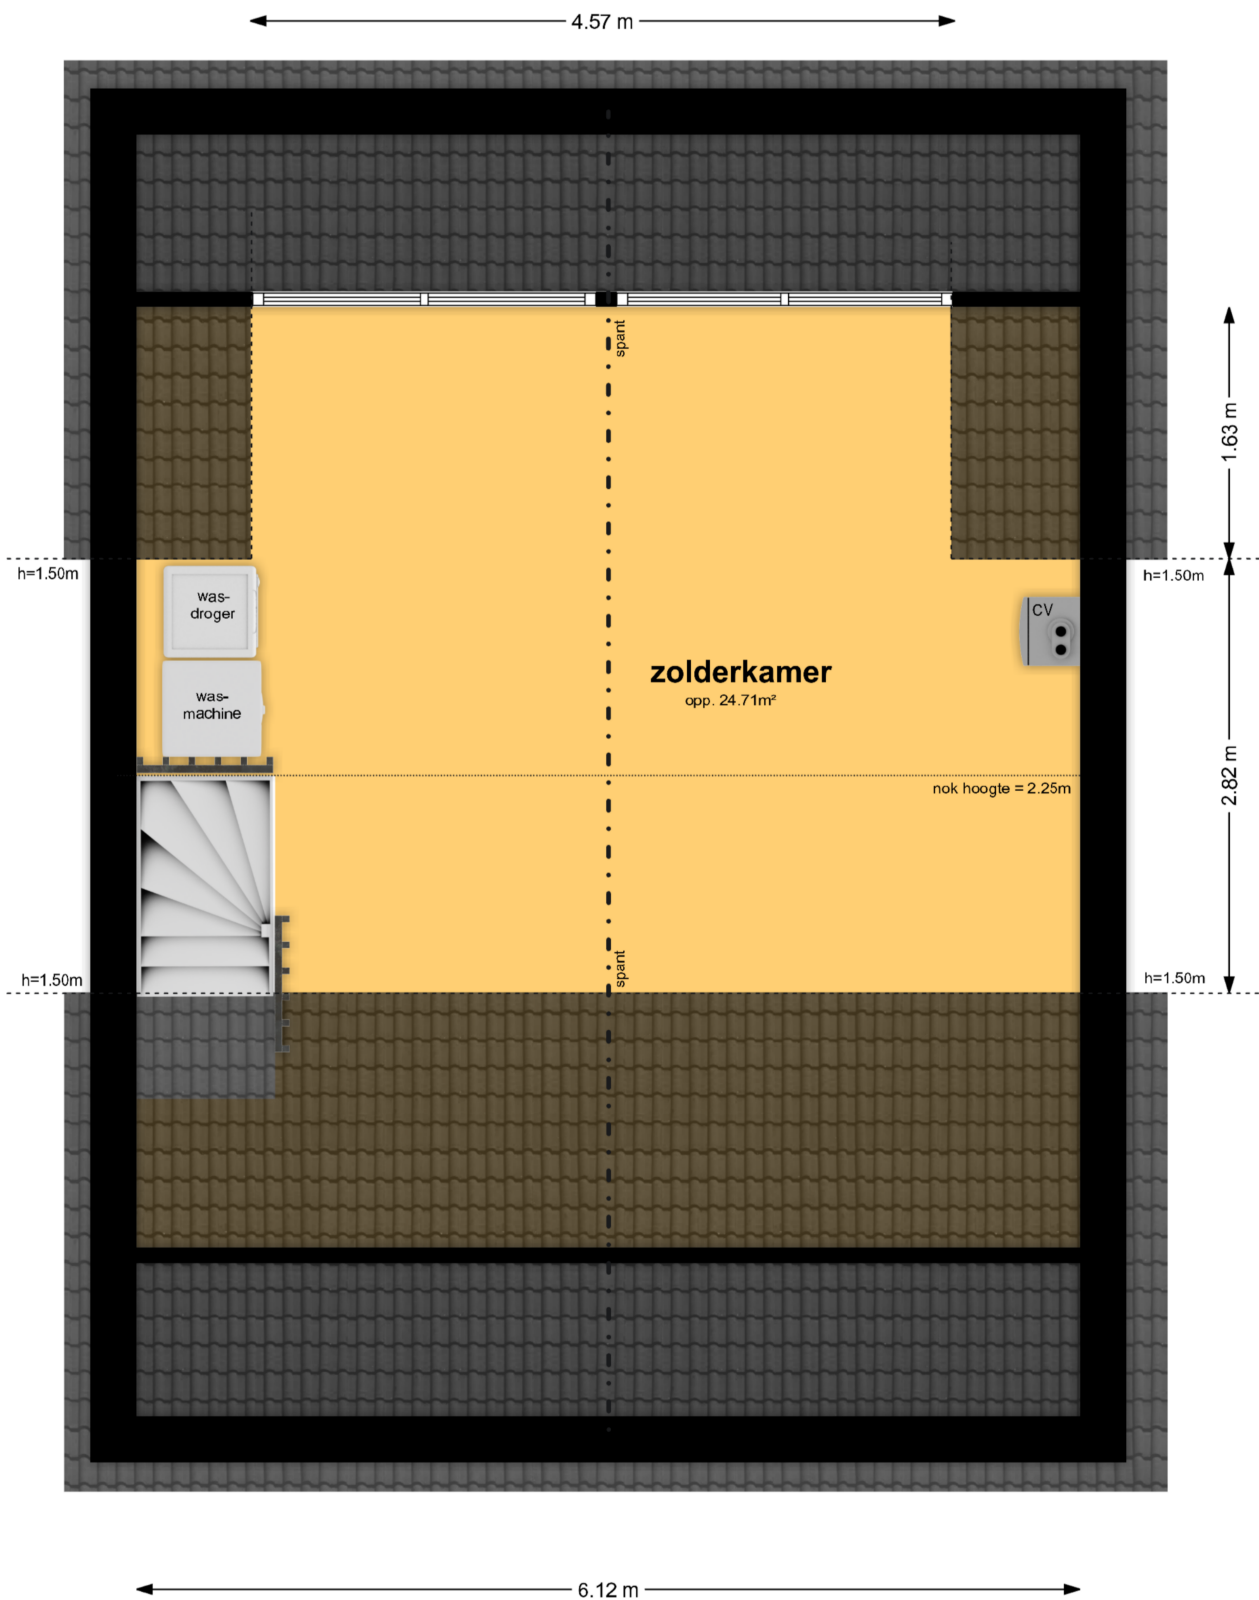 4.57 m
spant
1.63 m
h=1.50m
h=1.50m
was-
droger
CV
zolderkamer
opp. 24.71m²
was-
machine
2.82 m
nok hoogte = 2.25m
spant
h=1.50m
h=1.50m
6.12 m